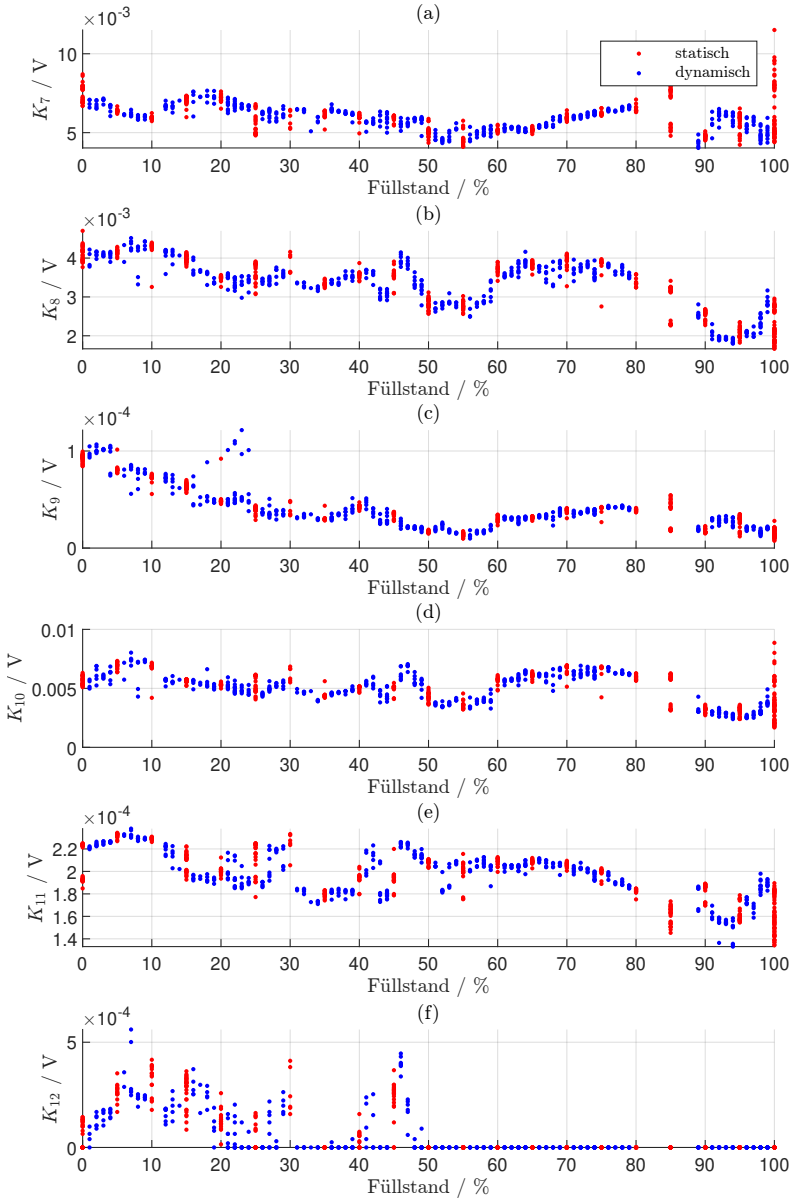 (a)
×10⁻³
10
5
K₇ / V
statisch
dynamisch
0 10 20 30 40 50 60 70 80 90 100
Füllstand / %
(b)
×10⁻³
4
3
2
K₈ / V
0 10 20 30 40 50 60 70 80 90 100
Füllstand / %
(c)
×10⁻⁴
1
0
K₉ / V
0 10 20 30 40 50 60 70 80 90 100
Füllstand / %
(d)
0.01
0.005
0
K₁₀ / V
0 10 20 30 40 50 60 70 80 90 100
Füllstand / %
(e)
×10⁻⁴
2.2
2
1.8
1.6
1.4
K₁₁ / V
0 10 20 30 40 50 60 70 80 90 100
Füllstand / %
(f)
×10⁻⁴
5
0
K₁₂ / V
0 10 20 30 40 50 60 70 80 90 100
Füllstand / %